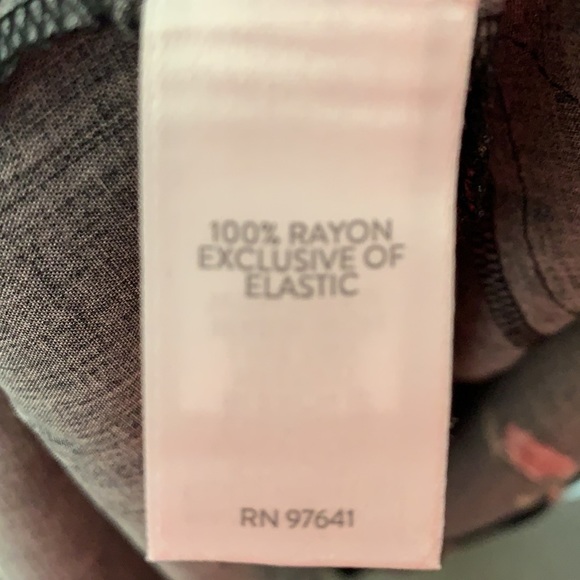 100% RAYON
EXCLUSIVE OF
ELASTIC
RN 97641